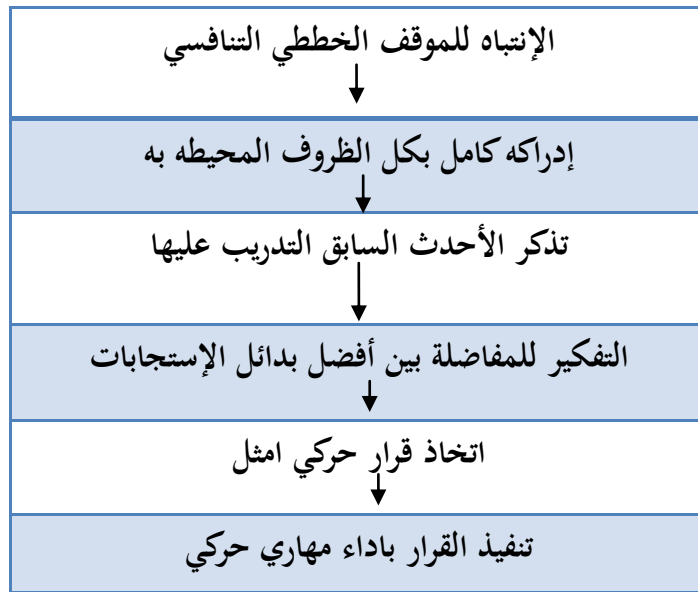 الإنتباه للموقف الخططي التنافسي
إدراكه كامل بكل الظروف المحيطه به
تذكر الأحدث السابق التدريب عليها
التفكير للمفاضلة بين أفضل بدائل الإستجابات
اتخاذ قرار حركي امثل
تنفيذ القرار باداء مهاري حركي